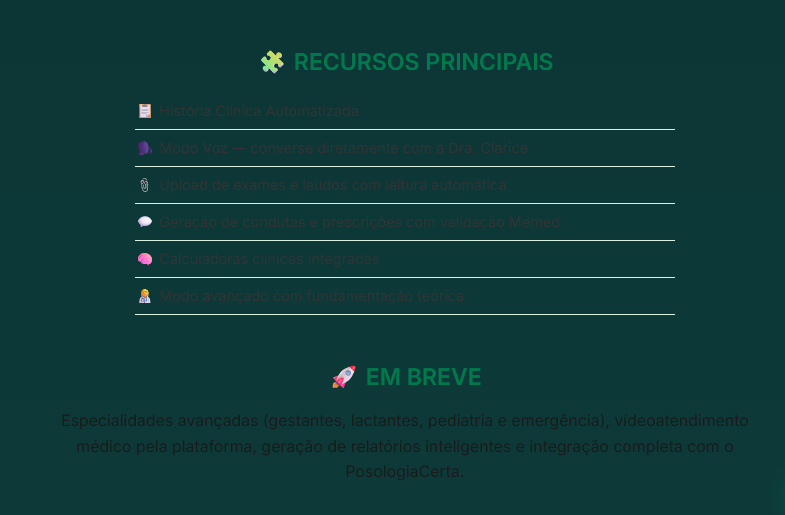 🧩 RECURSOS PRINCIPAIS
📋 História Clínica Automatizada
🗣 Modo Voz — converse diretamente com a Dra. Clarice
📎 Upload de exames e laudos com leitura automática
💬 Geração de condutas e prescrições com validação Memed
🧠 Calculadoras clínicas integradas
🧑‍⚕️ Modo avançado com fundamentação teórica
🚀 EM BREVE
Especialidades avançadas (gestantes, lactantes, pediatria e emergência), videoatendimento
médico pela plataforma, geração de relatórios inteligentes e integração completa com o
PosologiaCerta.